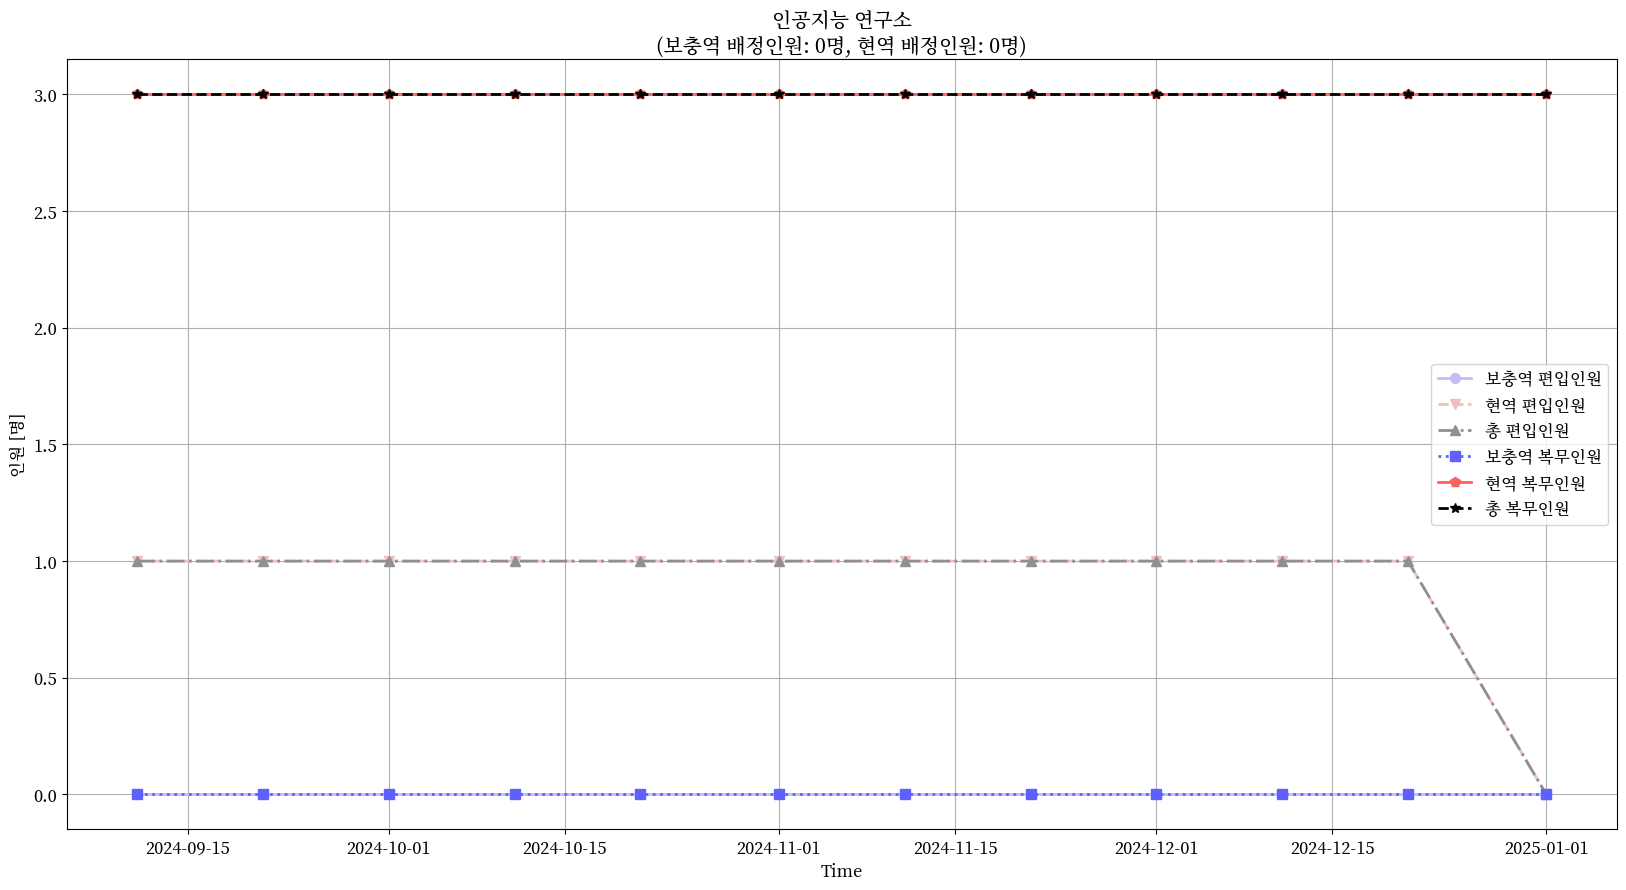 인공지능 연구소
(보충역 배정인원: 0명, 현역 배정인원: 0명)
3.0
2.5
2.0
1.5
1.0
0.5
0.0
인원 [명]
보충역 편입인원
현역 편입인원
총 편입인원
보충역 복무인원
현역 복무인원
총 복무인원
2024-09-15
2024-10-01
2024-10-15
2024-11-01
2024-11-15
2024-12-01
2024-12-15
2025-01-01
Time